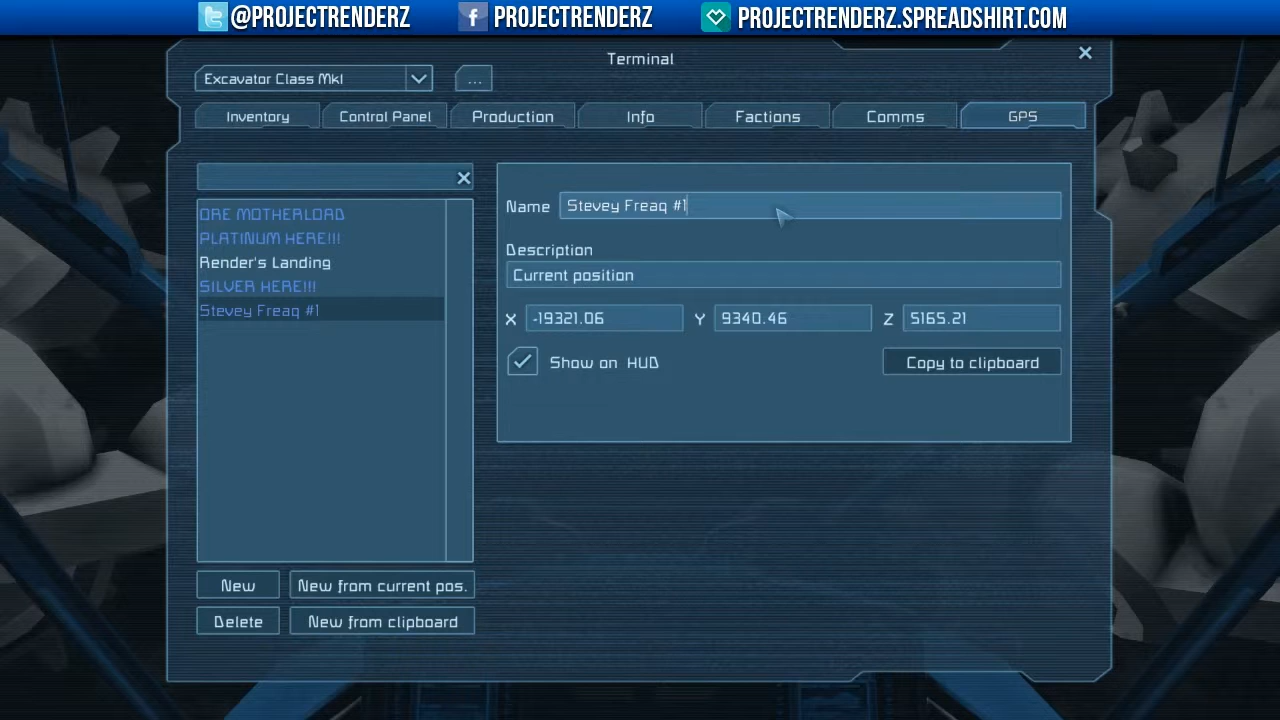 @PROJECTRENDERZ PROJECTRENDERZ PROJECTRENDERZ.SPREADSHIRT.COM
Terminal
Excavator Class MkI
...
Inventory Control Panel Production Info Factions Comms GPS
ORE MOTHERLOAD
PLATINUM HERE!!!
Render's Landing
SILVER HERE!!!
Stevey Freaq #1
Name Stevey Freaq #1
Description
Current position
X -19321.06 Y 9340.46 Z 5165.21
Show on HUD Copy to clipboard
New New from current pos.
Delete New from clipboard